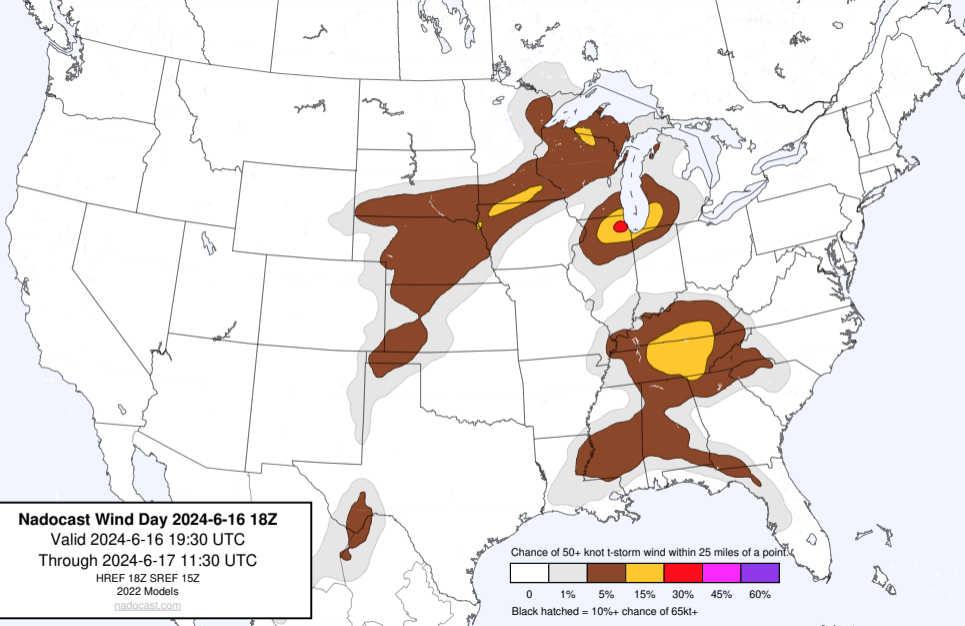 Nadocast Wind Day 2024-6-16 18Z
Valid 2024-6-16 19:30 UTC
Through 2024-6-17 11:30 UTC
HREF 18Z SREF 15Z
2022 Models
nadocast.com
Chance of 50+ knot t-storm wind within 25 miles of a point.
0 1% 5% 15% 30% 45% 60%
Black hatched = 10%+ chance of 65kt+